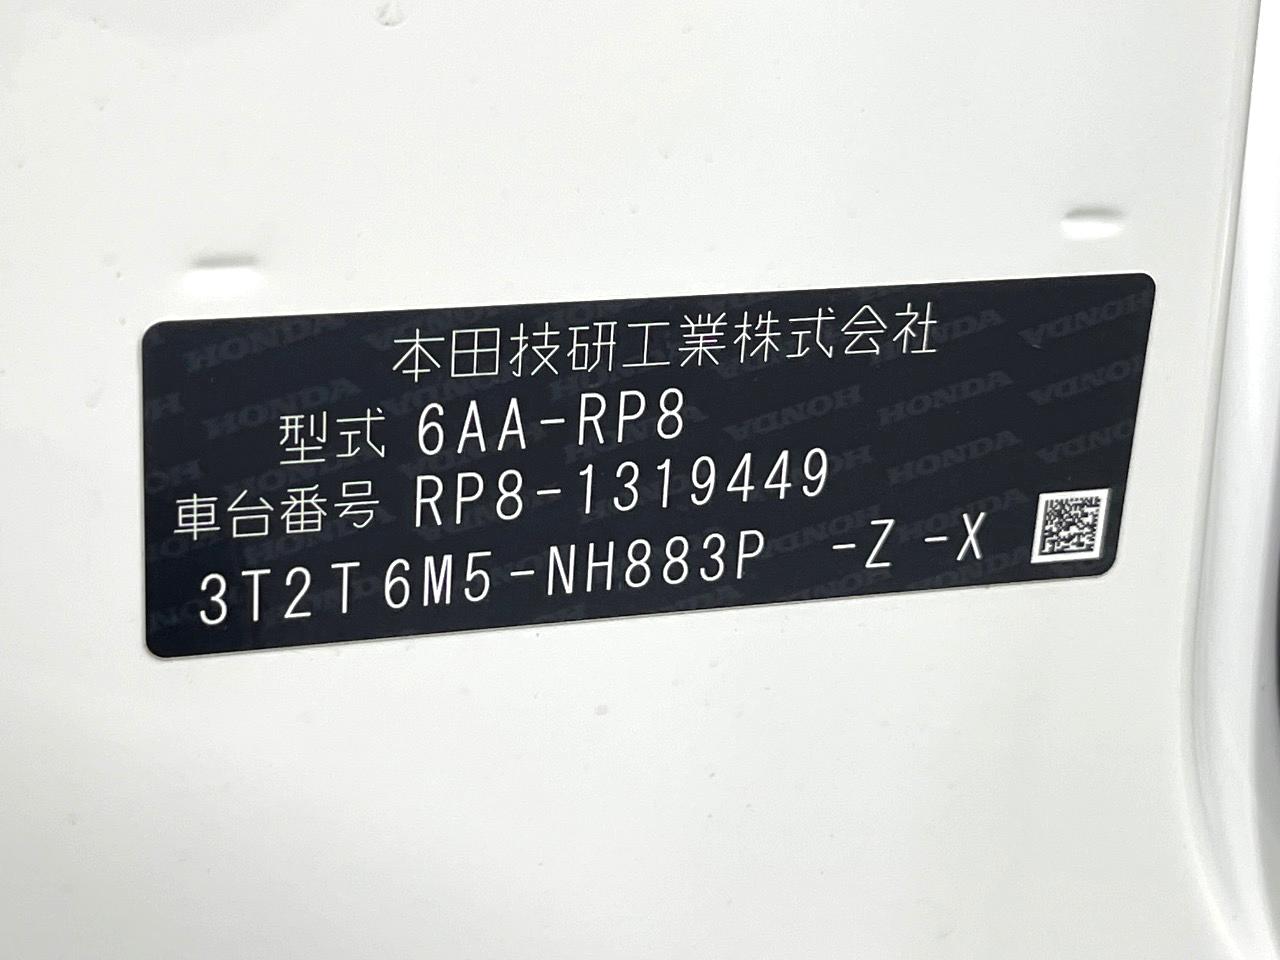 本田技研工業株式会社
型式 6AA-RP8
車台番号 RP8-1319449
3T2T6M5-NH883P -Z-X